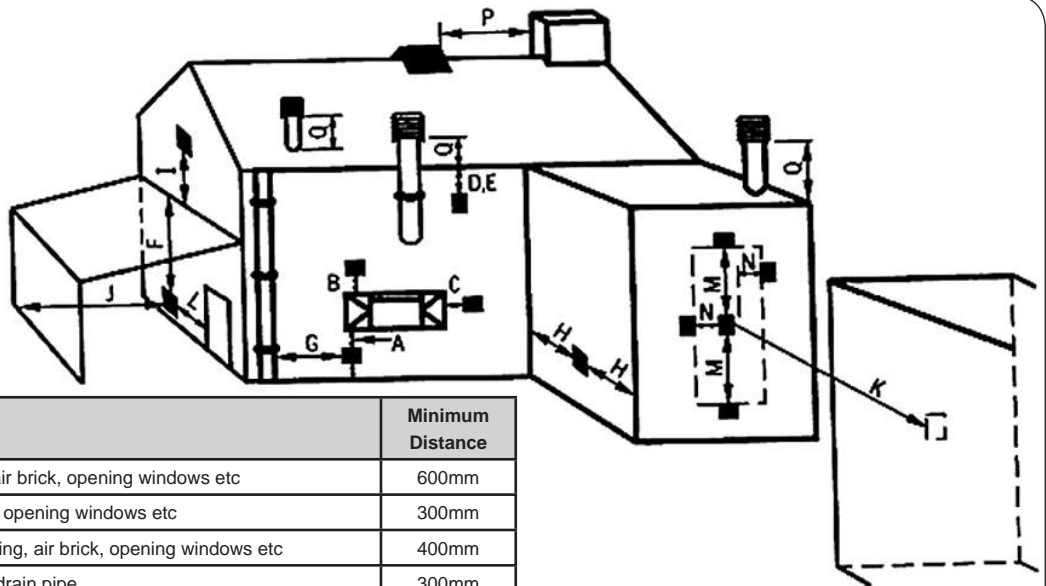 P
Q
Q
Q
D,E
I
F
B
C
N
M
J
L
N
G
A
H
H
M
K
Minimum
Distance
air brick, opening windows etc 600mm
opening windows etc 300mm
ing, air brick, opening windows etc 400mm
drain pipe 300mm